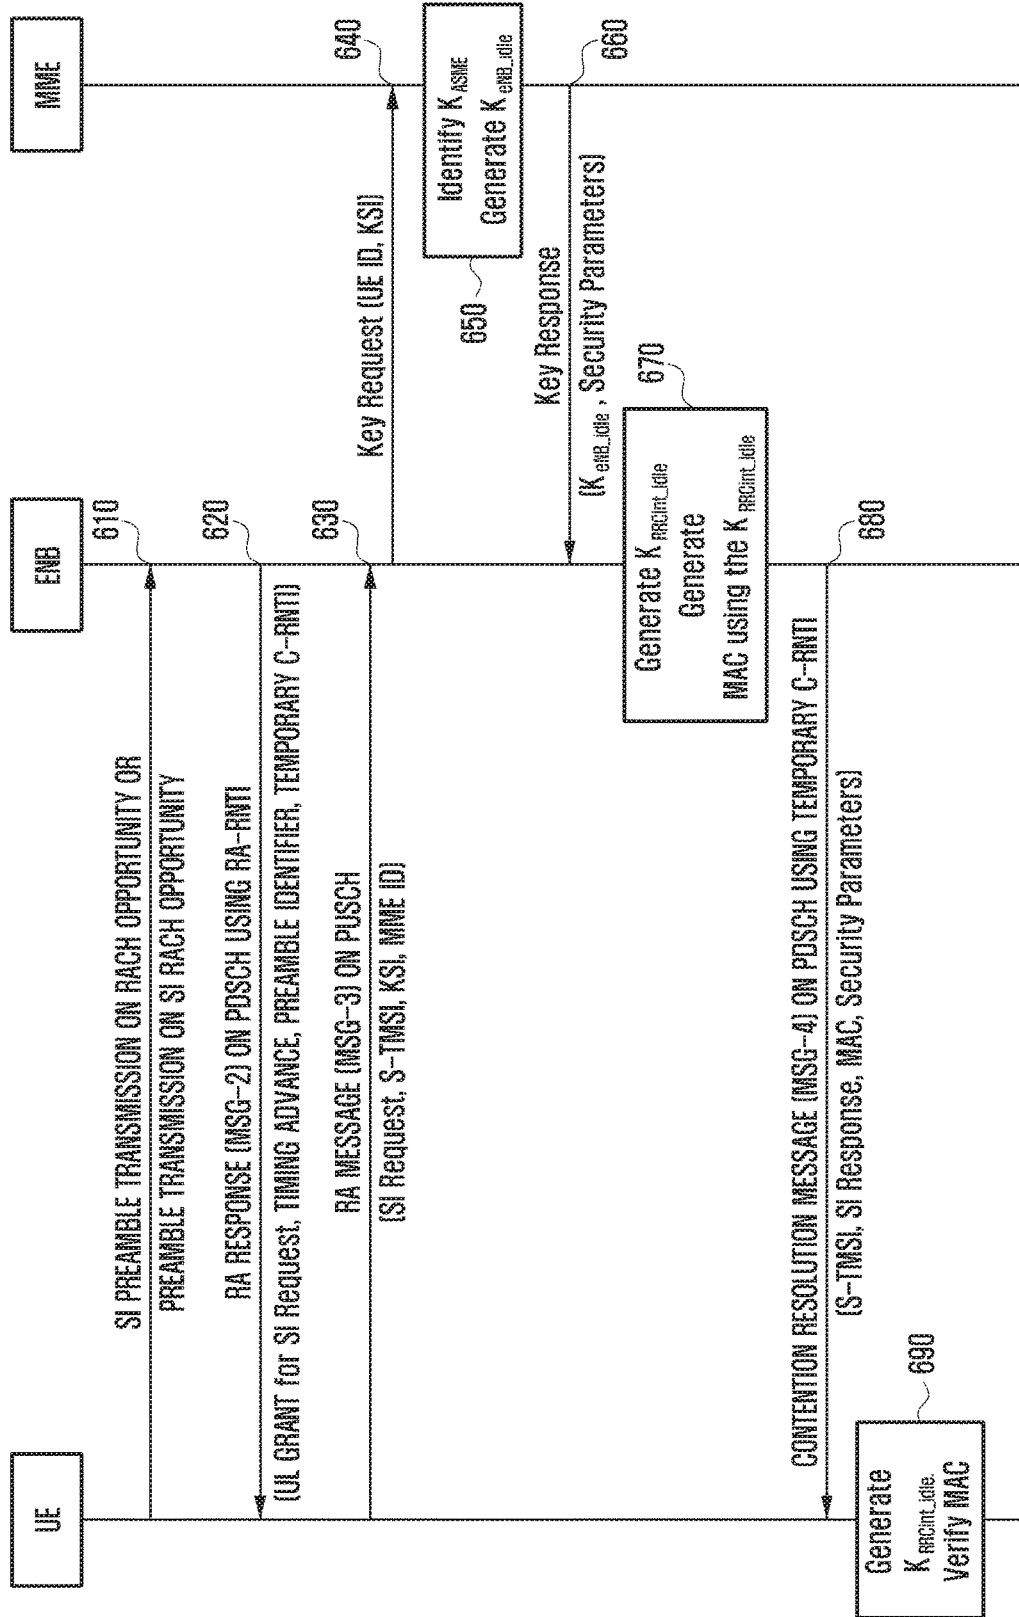 UE
ENB
MME
SI PREAMBLE TRANSMISSION ON RACH OPPORTUNITY OR
PREAMBLE TRANSMISSION ON SI RACH OPPORTUNITY
610
RA RESPONSE (MSG-2) ON PDSCH USING RA-RNTI
(UL GRANT for SI Request, TIMING ADVANCE, PREAMBLE IDENTIFIER, TEMPORARY C-RNTI)
620
RA MESSAGE (MSG-3) ON PUSCH
(SI Request, S-TMSI, KSI, MME ID)
630
Key Request (UE ID, KSI)
640
Identify KASME
Generate KeNB_idle
650
Key Response
(KeNB_idle , Security Parameters)
660
Generate KRRCint_idle
Generate
MAC using the KRRCint_idle
670
CONTENTION RESOLUTION MESSAGE (MSG-4) ON PDSCH USING TEMPORARY C-RNTI
(S-TMSI, SI Response, MAC, Security Parameters)
680
Generate
KRRCint_idle.
Verify MAC
690